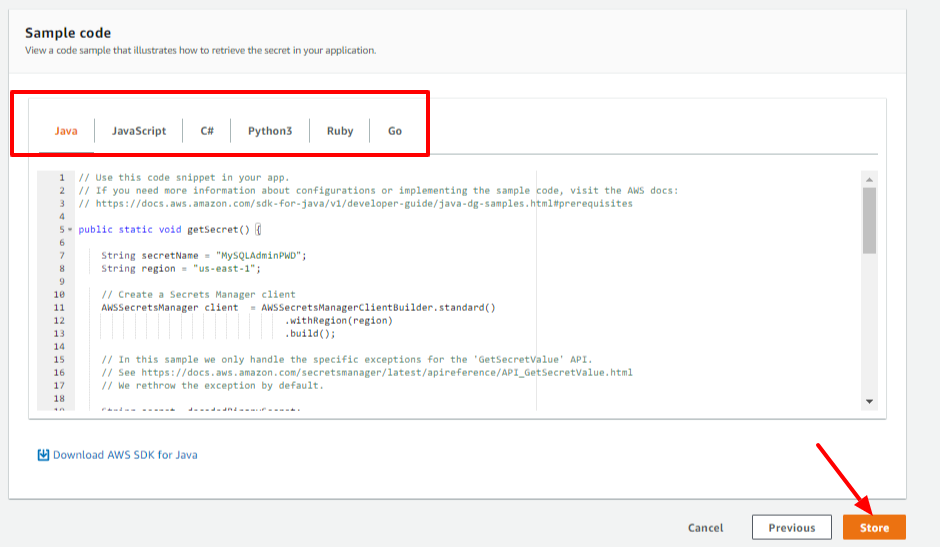 Sample code
View a code sample that illustrates how to retrieve the secret in your application.
Java JavaScript C# Python3 Ruby Go
1 // Use this code snippet in your app.
2 // If you need more information about configurations or implementing the sample code, visit the AWS docs:
3 // https://docs.aws.amazon.com/sdk-for-java/v1/developer-guide/java-dg-samples.html#prerequisites
4
5 public static void getSecret() {
6
7 String secretName = "MySQLAdminPWD";
8 String region = "us-east-1";
9
10 // Create a Secrets Manager client
11 AWSSecretsManager client  = AWSSecretsManagerClientBuilder.standard()
12 .withRegion(region)
13 .build();
14
15 // In this sample we only handle the specific exceptions for the 'GetSecretValue' API.
16 // See https://docs.aws.amazon.com/secretsmanager/latest/apireference/API_GetSecretValue.html
17 // We rethrow the exception by default.
18
Download AWS SDK for Java
Cancel Previous Store